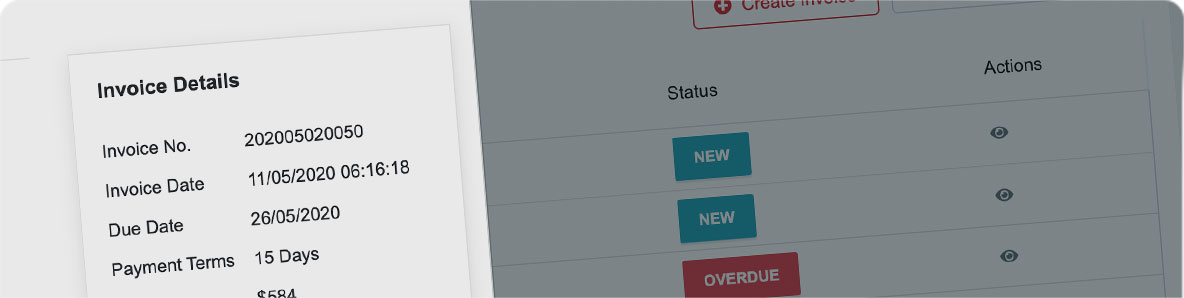 Create Invoice
Invoice Details
Invoice No. 202005020050
Invoice Date 11/05/2020 06:16:18
Due Date 26/05/2020
Payment Terms 15 Days
$584
Status Actions
NEW
NEW
OVERDUE